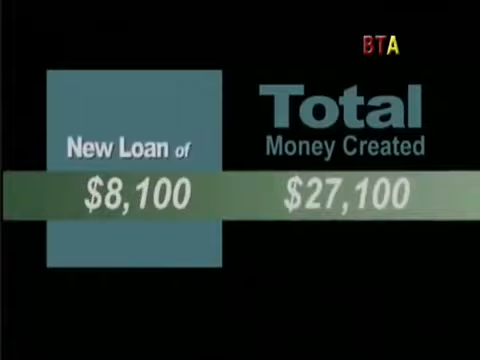 BTA
Total
New Loan of
Money Created
$8,100
$27,100